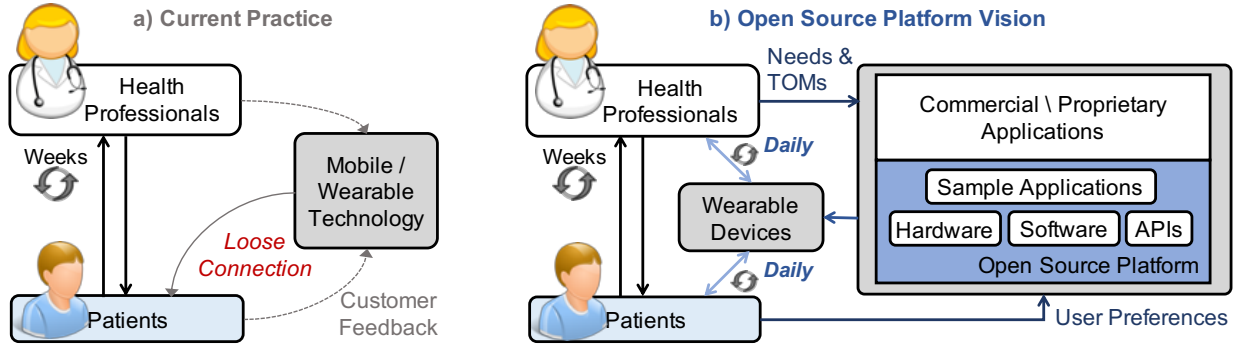 a) Current Practice
Health
Professionals
Weeks
Mobile /
Wearable
Technology
Loose
Connection
Customer
Feedback
Patients
b) Open Source Platform Vision
Needs &
TOMs
Health
Professionals
Weeks
Daily
Wearable
Devices
Daily
Patients
Commercial \ Proprietary
Applications
Sample Applications
Hardware
Software
APIs
Open Source Platform
User Preferences